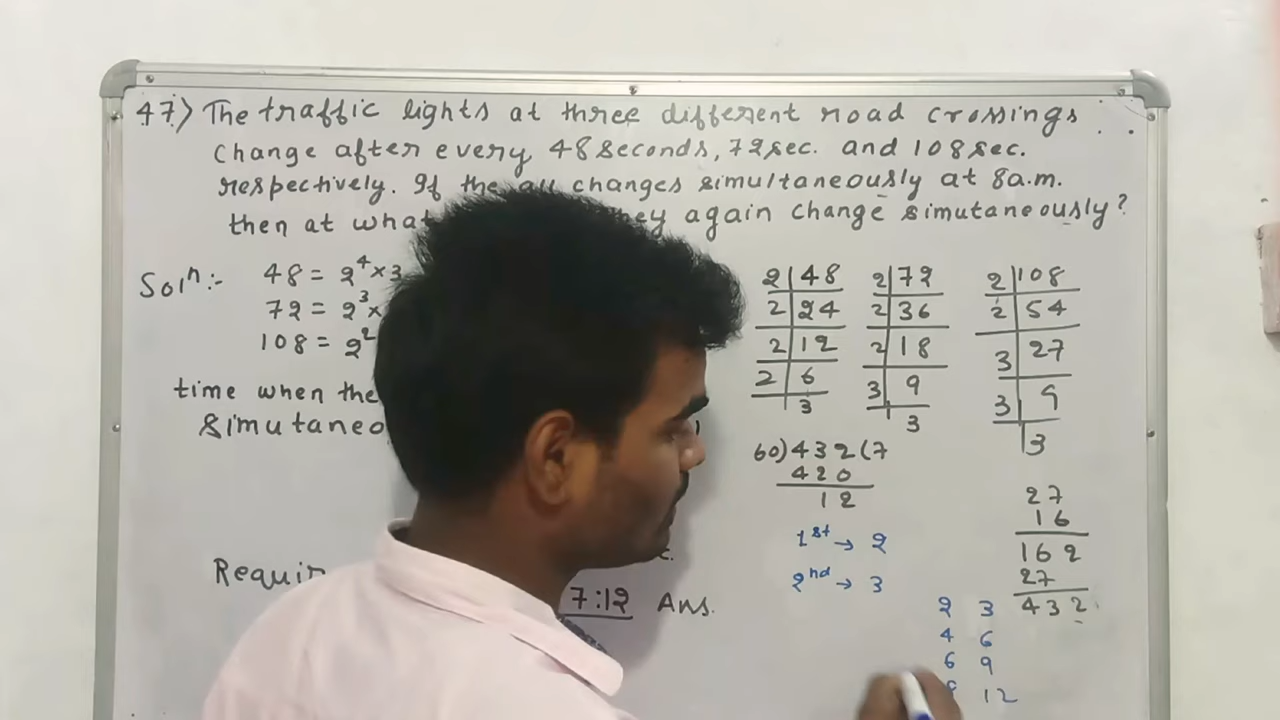 47.) The traffic lights at three different road crossings
change after every 48 seconds, 72 sec. and 108 sec.
respectively. If the all changes simultaneously at 8 a.m.
then at what they again change simutaneously?
Solⁿ:- 48 = 2⁴ × 3
72 = 2³ ×
108 = 2²
time when the
simutaneo
7:12 Ans.
2 | 48
2 | 24
2 | 12
2 | 6
3
2 | 72
2 | 36
2 | 18
3 | 9
3
2 | 108
2 | 54
3 | 27
3 | 9
3
60) 432 (7
420
12
1st → 2
2nd → 3
27
16
162
27
432
2 3
4 6
6 9
12